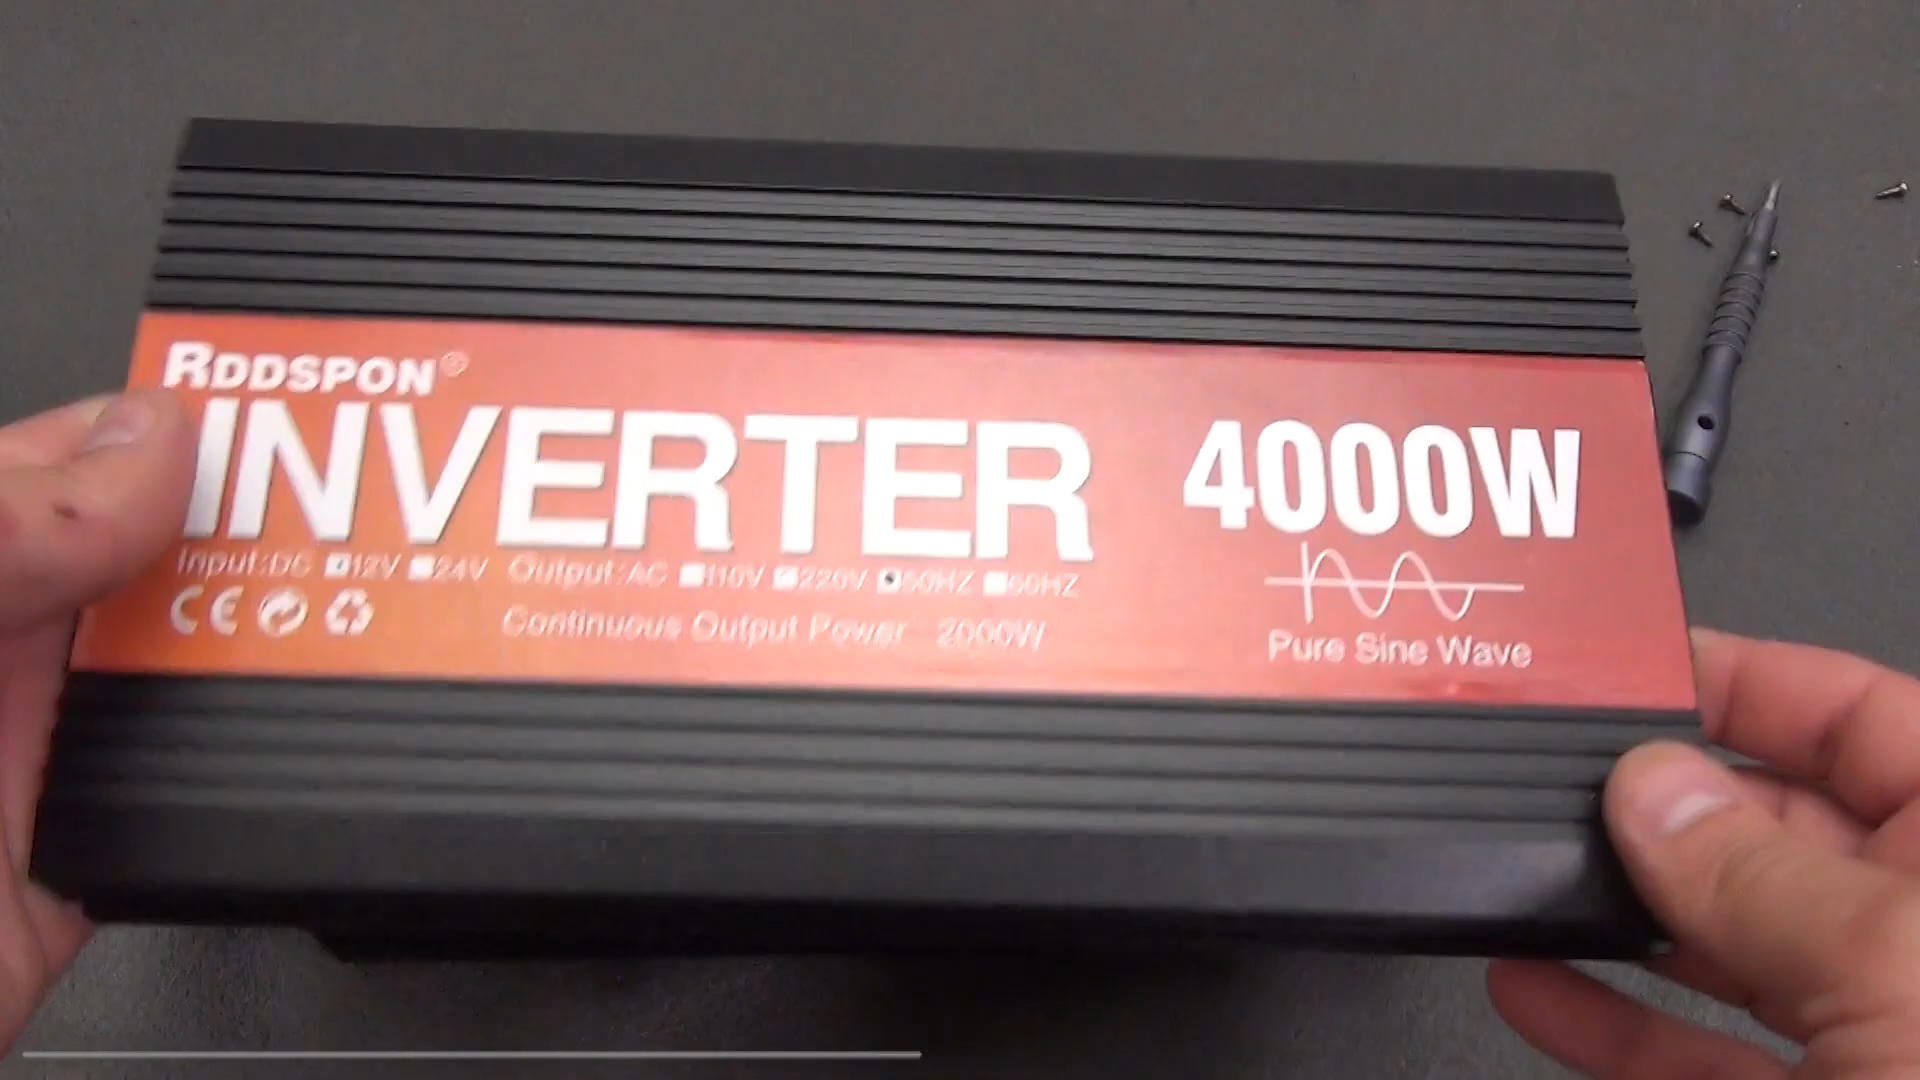 RDDSPON®
INVERTER
4000W
Input:DC 12V 24V Output:AC 110V 220V 50HZ 60HZ
CE
Continuous Output Power 2000W
Pure Sine Wave